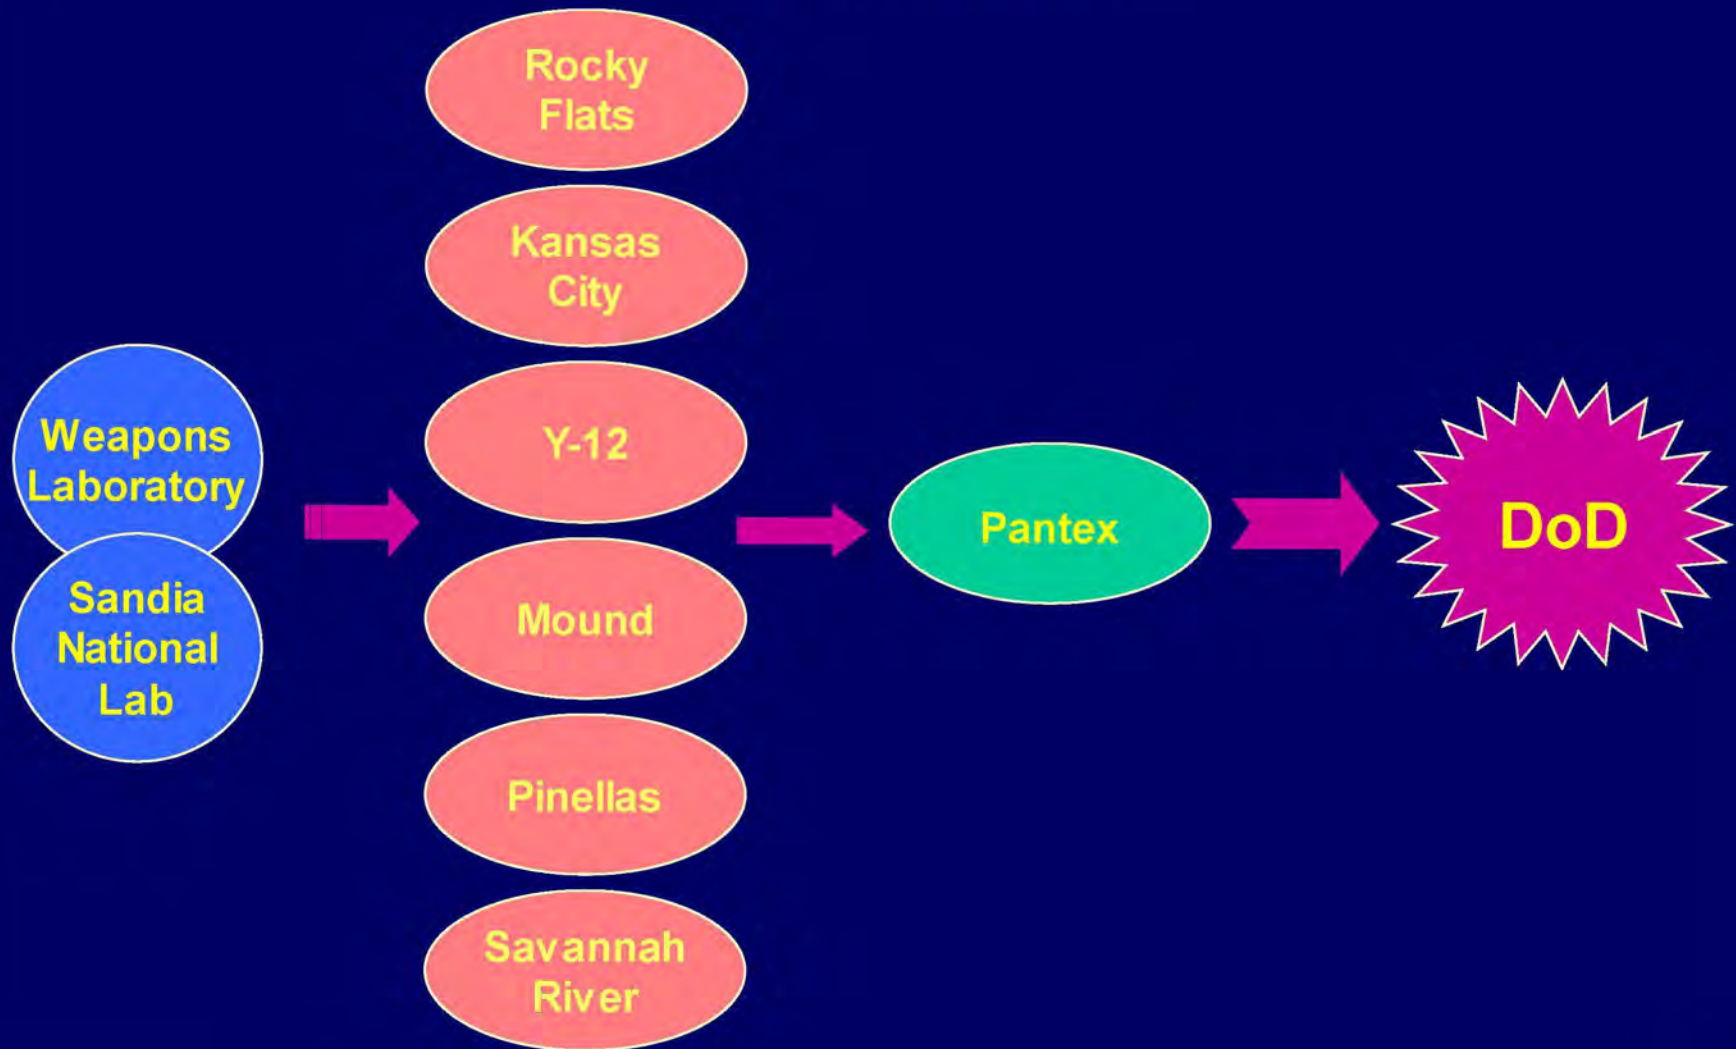 Weapons
Laboratory
Sandia
National
Lab
Rocky
Flats
Kansas
City
Y-12
Mound
Pinellas
Savannah
River
Pantex
DoD